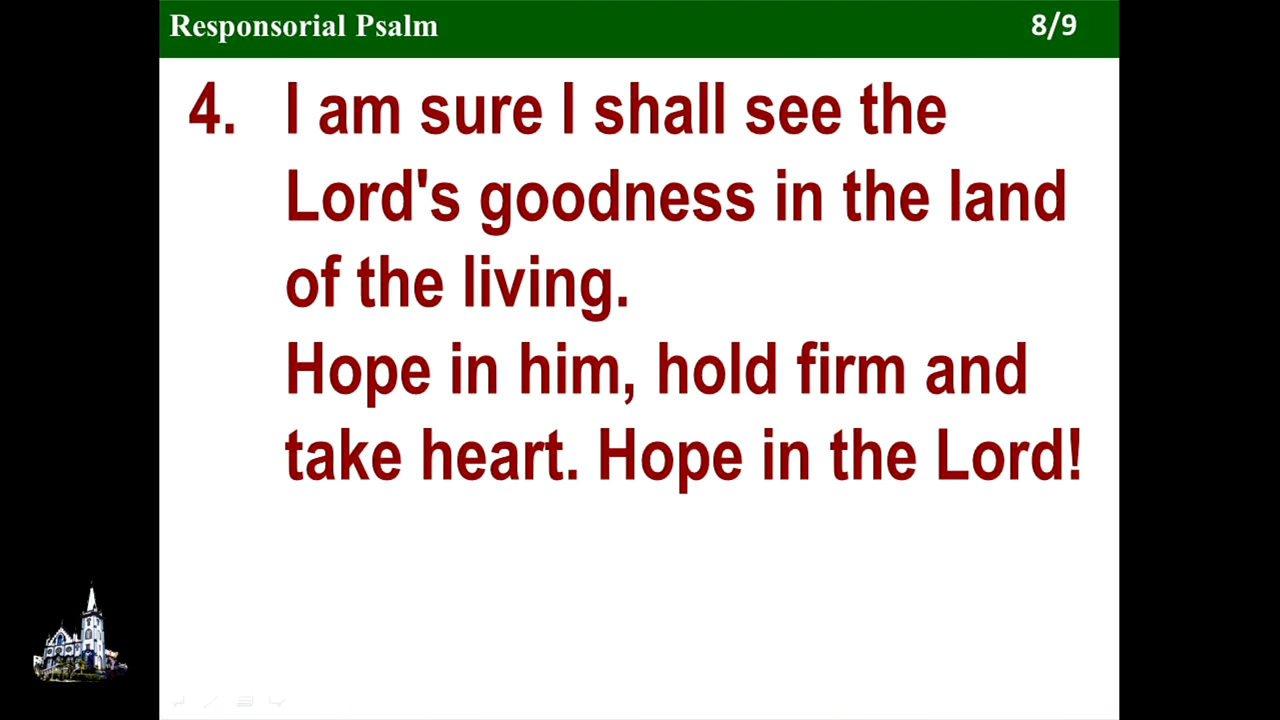 Responsorial Psalm 8/9
4. I am sure I shall see the
Lord's goodness in the land
of the living.
Hope in him, hold firm and
take heart. Hope in the Lord!